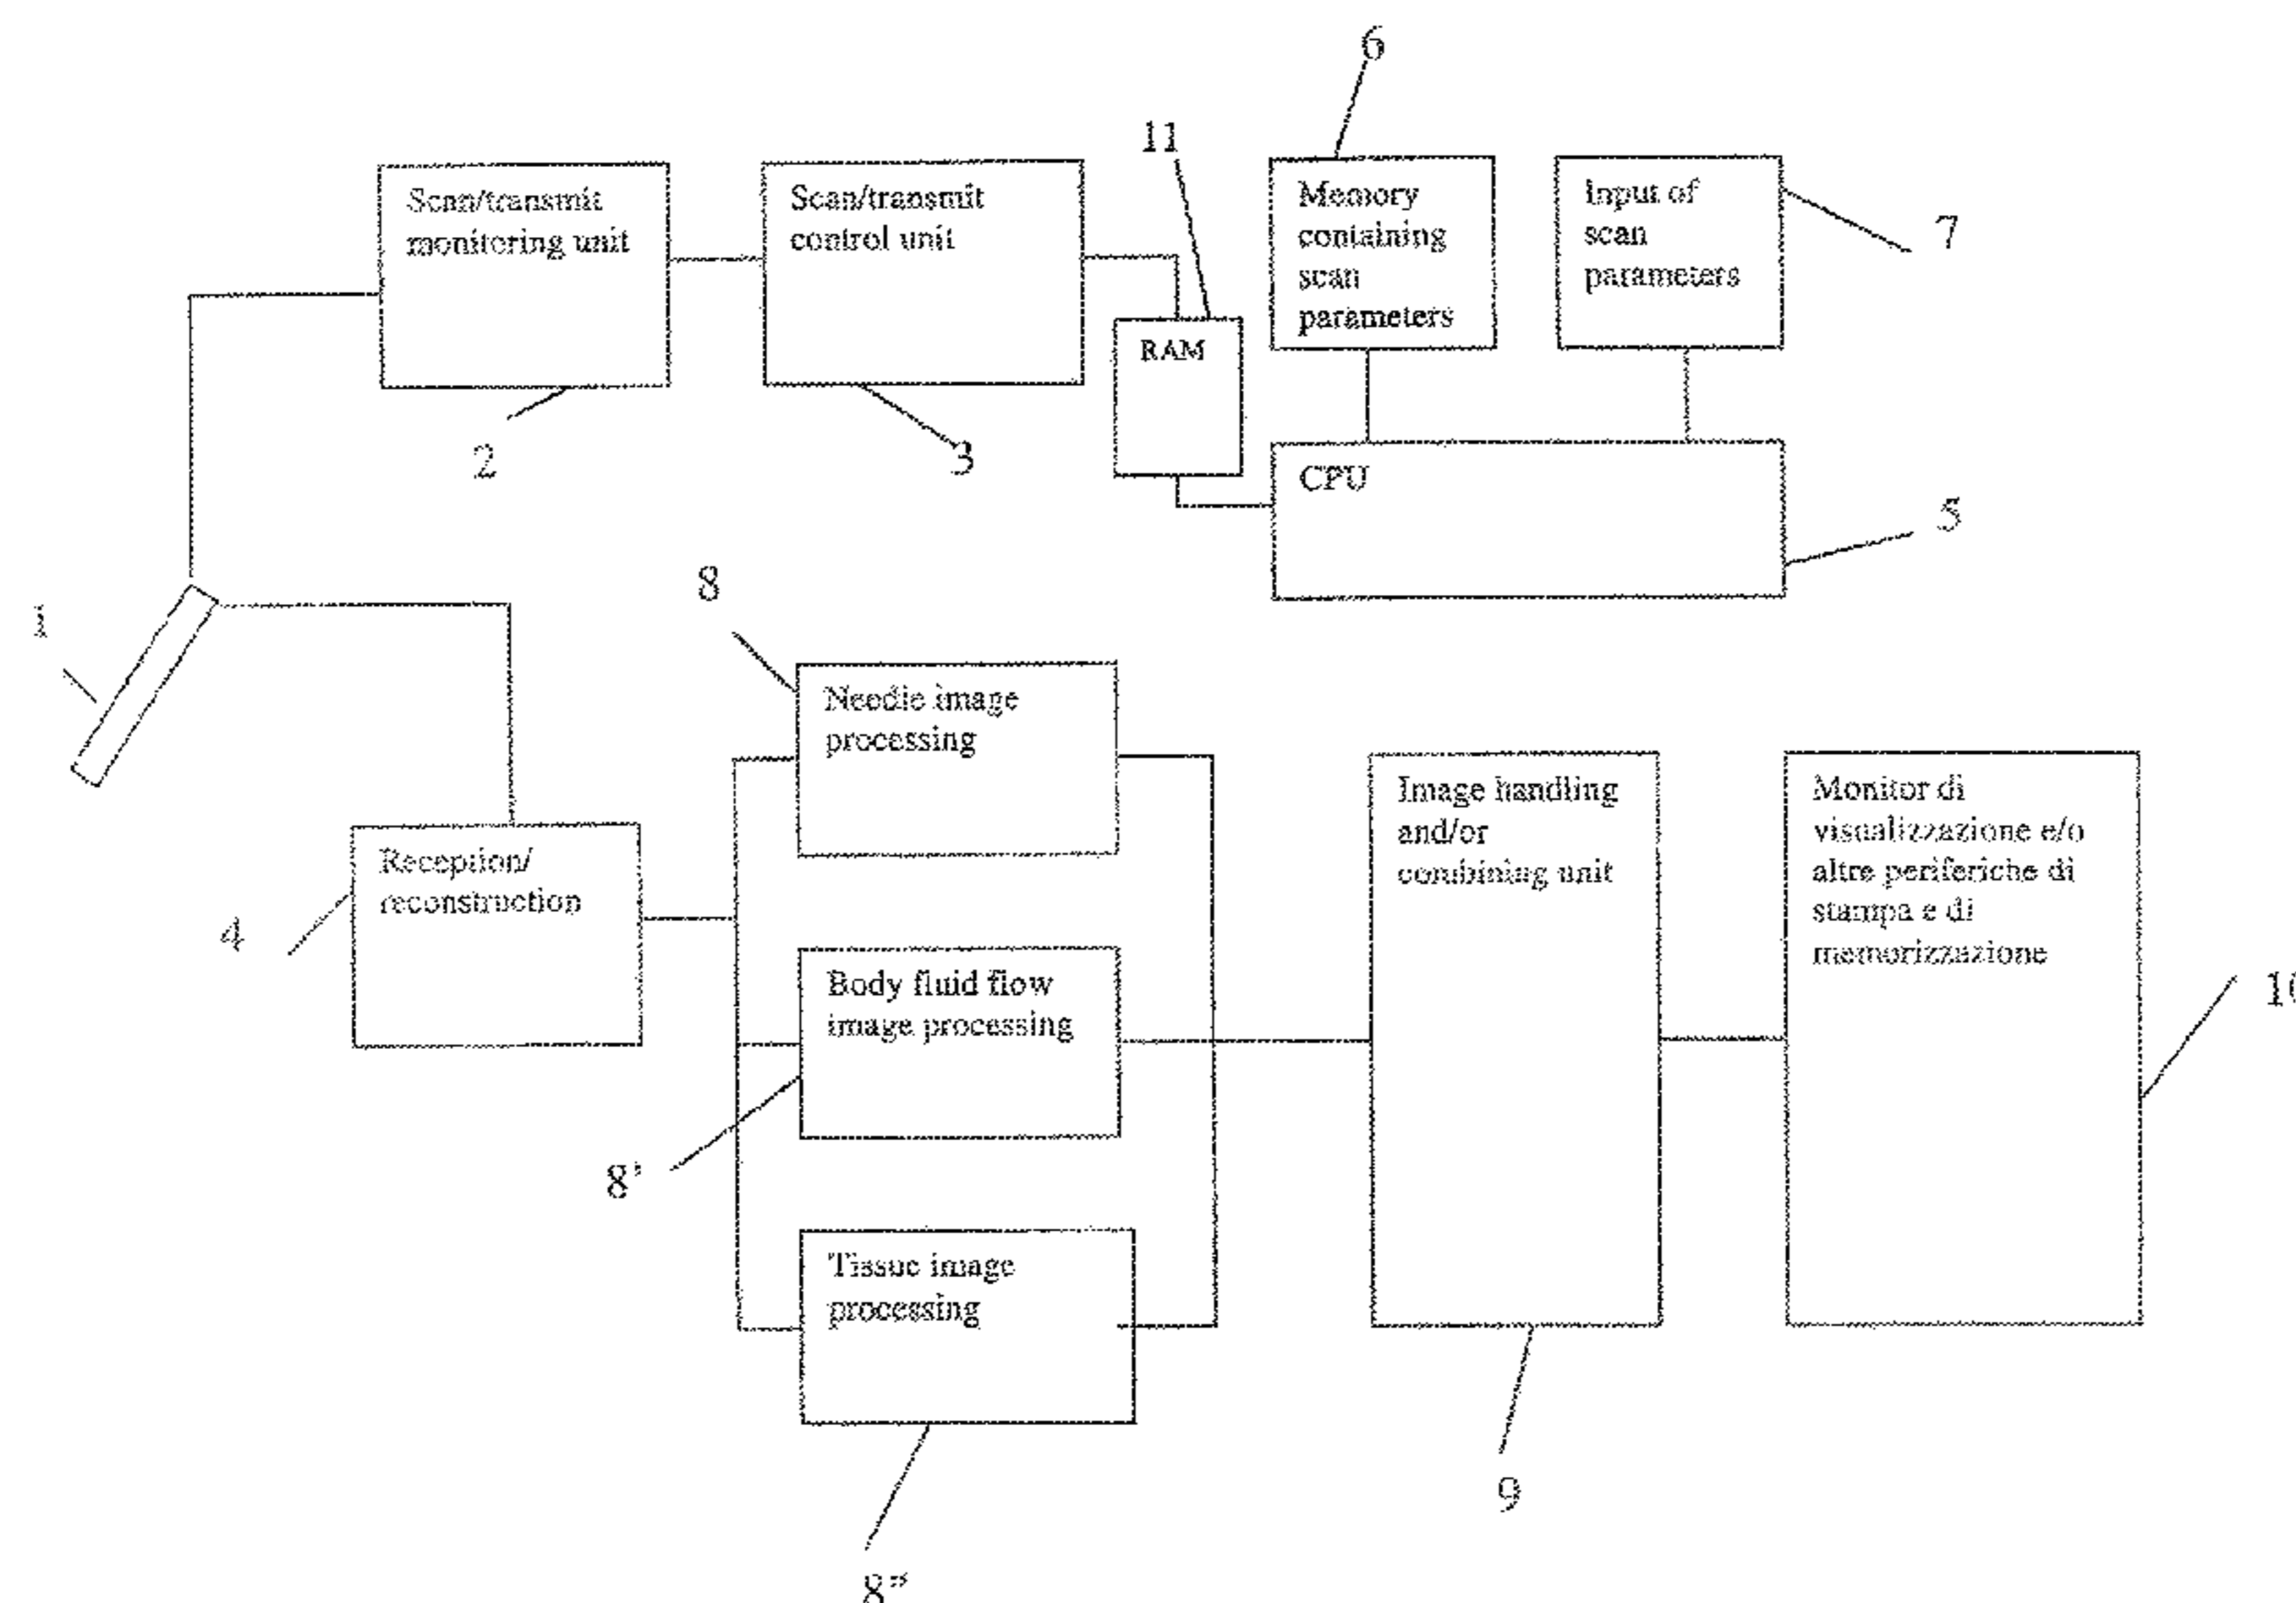 6
11
Scan/transmit
monitoring unit
Scan/transmit
control unit
Memory
containing
scan
parameters
Input of
scan
parameters
7
RAM
2
3
CPU
5
8
1
Needle image
processing
Image handling
and/or
combining unit
Monitor di
visualizzazione e/o
altre periferiche di
stampa e di
memorizzazione
Reception/
reconstruction
4
Body fluid flow
image processing
10
8'
Tissue image
processing
9
8"